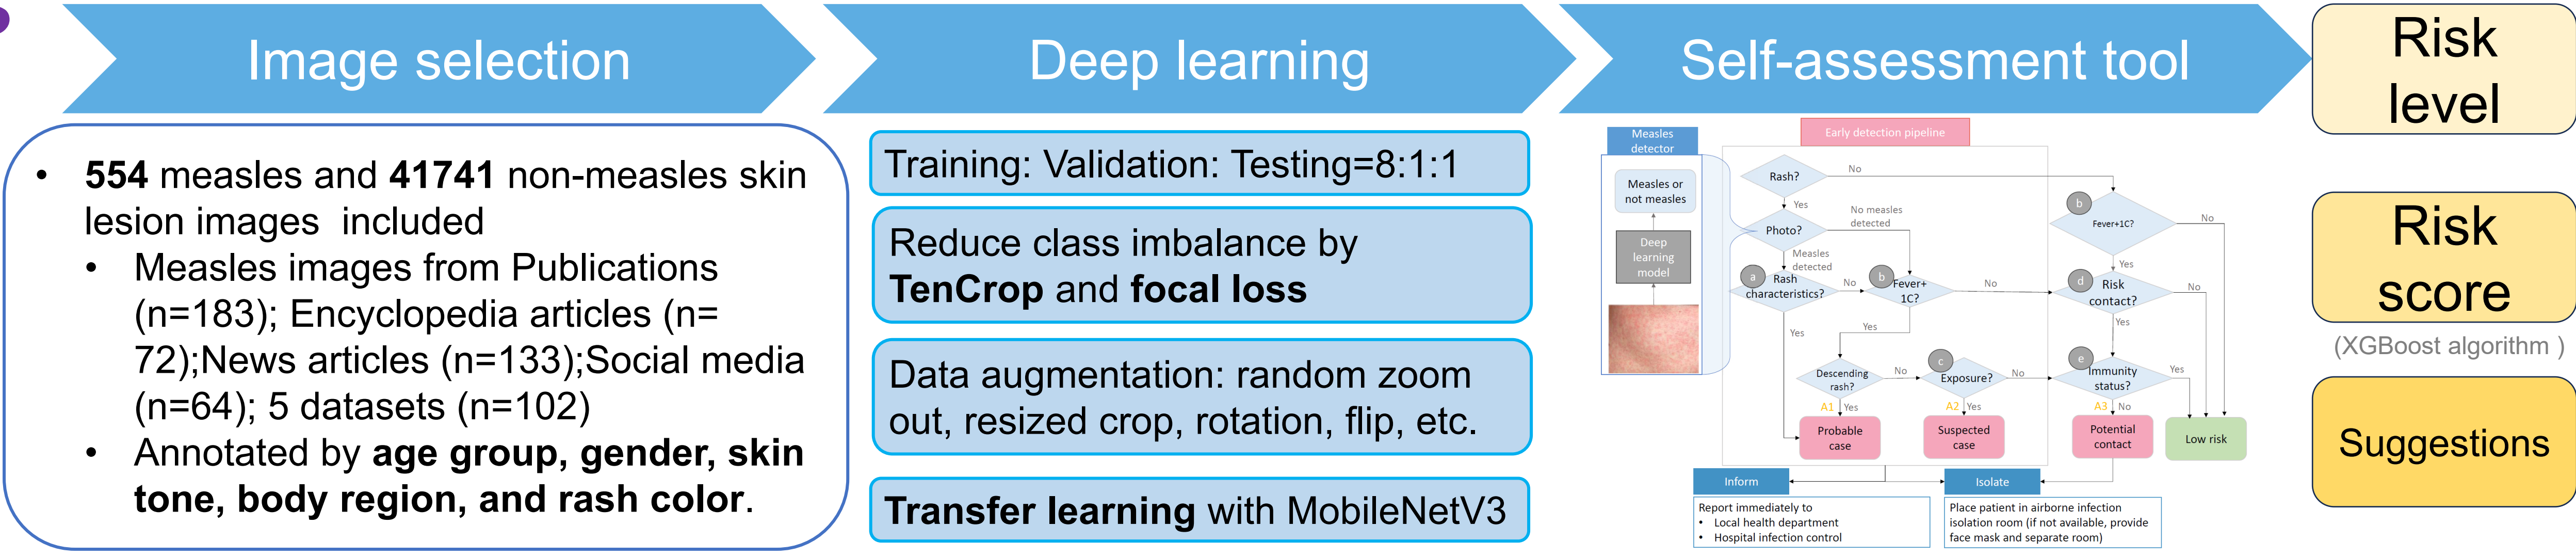 Image selection
Deep learning
Self-assessment tool
Risk
level
• 554 measles and 41741 non-measles skin
lesion images included
• Measles images from Publications
(n=183); Encyclopedia articles (n=
72);News articles (n=133);Social media
(n=64); 5 datasets (n=102)
• Annotated by age group, gender, skin
tone, body region, and rash color.
Training: Validation: Testing=8:1:1
Reduce class imbalance by
TenCrop and focal loss
Data augmentation: random zoom
out, resized crop, rotation, flip, etc.
Transfer learning with MobileNetV3
Measles
detector
Measles or
not measles
Deep
learning
model
Early detection pipeline
Rash?
No
Yes
Photo?
No measles
detected
Measles
detected
b
Fever+1C?
No
Yes
a
Rash
characteristics?
No
Yes
b
Fever+
1C?
No
Yes
d
Risk
contact?
No
Yes
Descending
rash?
No
A1 Yes
c
Exposure?
No
A2 Yes
e
Immunity
status?
Yes
A3 No
Probable
case
Suspected
case
Potential
contact
Low risk
Inform
Report immediately to
• Local health department
• Hospital infection control
Isolate
Place patient in airborne infection
isolation room (if not available, provide
face mask and separate room)
Risk
score
(XGBoost algorithm )
Suggestions